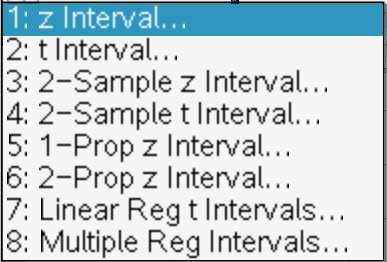 1: z Interval...
2: t Interval...
3: 2−Sample z Interval...
4: 2−Sample t Interval...
5: 1−Prop z Interval...
6: 2−Prop z Interval...
7: Linear Reg t Intervals...
8: Multiple Reg Intervals...